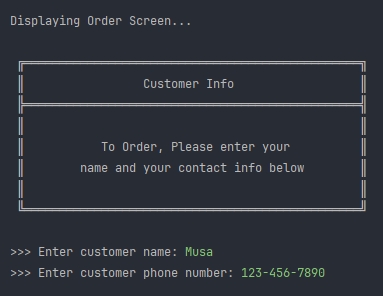 Displaying Order Screen...
Customer Info
To Order, Please enter your
name and your contact info below
>>> Enter customer name: Musa
>>> Enter customer phone number: 123-456-7890